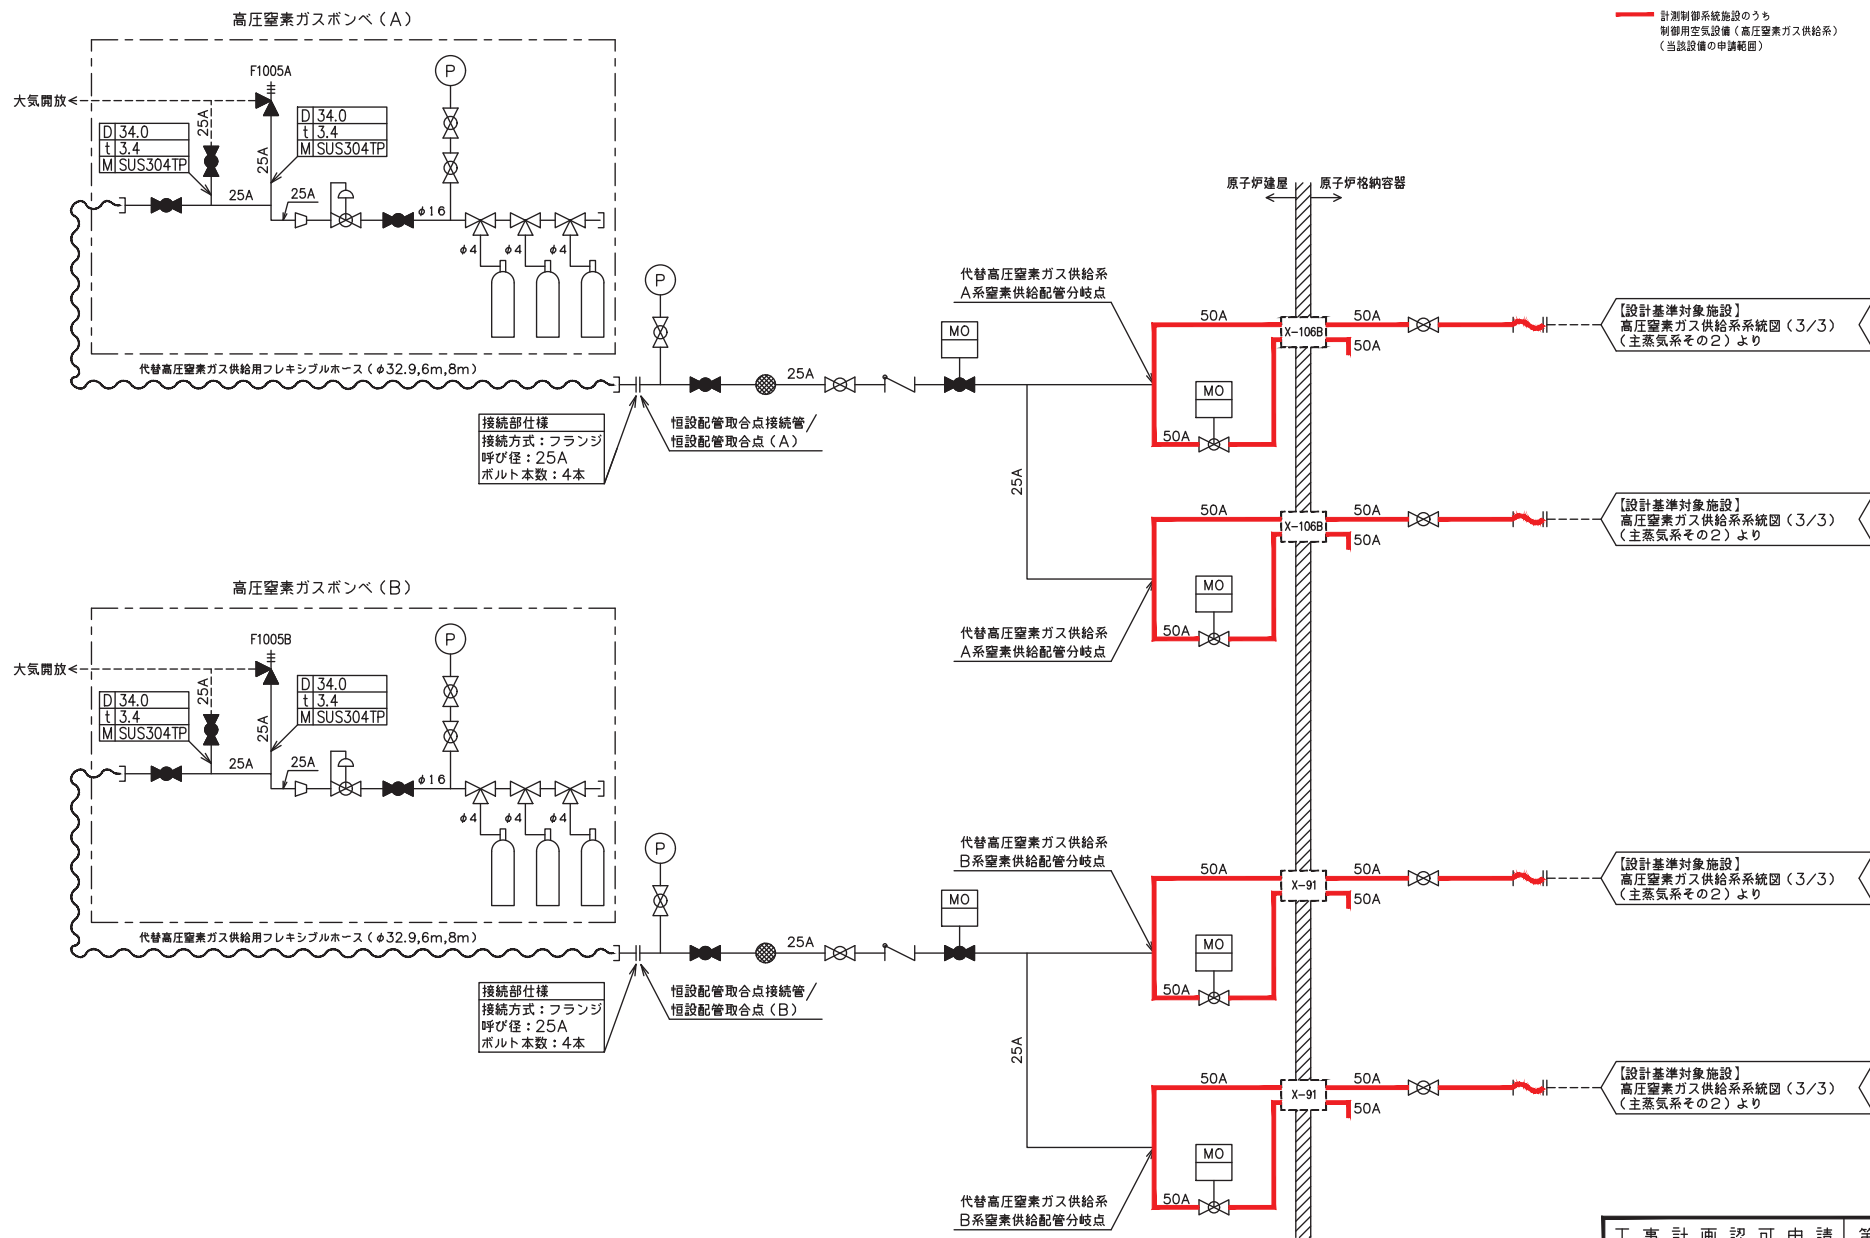 計測制御系統施設のうち
制御用空気設備（高圧窒素ガス供給系）
（当該設備の申請範囲）
高圧窒素ガスボンベ（A）
F1005A
P
大気開放
25A
D 34.0
t 3.4
M SUS304TP
D 34.0
t 3.4
M SUS304TP
25A
25A
25A
φ16
φ4
φ4
φ4
代替高圧窒素ガス供給用フレキシブルホース（φ32.9,6m,8m）
P
25A
MO
接続部仕様
接続方式：フランジ
呼び径：25A
ボルト本数：4本
恒設配管取合点接続管／
恒設配管取合点（A）
原子炉建屋
原子炉格納容器
代替高圧窒素ガス供給系
A系窒素供給配管分岐点
50A
X-106B
50A
50A
MO
50A
【設計基準対象施設】
高圧窒素ガス供給系系統図（3/3）
（主蒸気系その2）より
25A
50A
X-106B
50A
50A
MO
50A
【設計基準対象施設】
高圧窒素ガス供給系系統図（3/3）
（主蒸気系その2）より
代替高圧窒素ガス供給系
A系窒素供給配管分岐点
高圧窒素ガスボンベ（B）
F1005B
P
大気開放
25A
D 34.0
t 3.4
M SUS304TP
D 34.0
t 3.4
M SUS304TP
25A
25A
25A
φ16
φ4
φ4
φ4
代替高圧窒素ガス供給用フレキシブルホース（φ32.9,6m,8m）
P
25A
MO
接続部仕様
接続方式：フランジ
呼び径：25A
ボルト本数：4本
恒設配管取合点接続管／
恒設配管取合点（B）
代替高圧窒素ガス供給系
B系窒素供給配管分岐点
50A
X-91
50A
50A
MO
50A
【設計基準対象施設】
高圧窒素ガス供給系系統図（3/3）
（主蒸気系その2）より
25A
50A
X-91
50A
50A
MO
50A
【設計基準対象施設】
高圧窒素ガス供給系系統図（3/3）
（主蒸気系その2）より
代替高圧窒素ガス供給系
B系窒素供給配管分岐点
工事計画認可申請